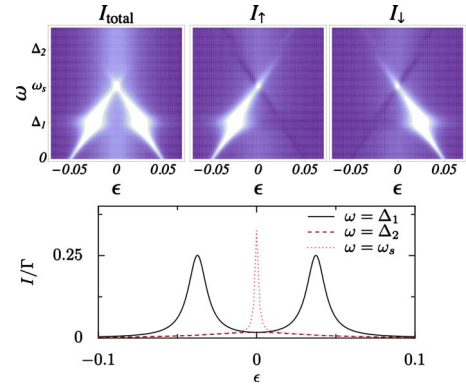 I_total I_↑ I_↓
Δ_2
ω ω_s
Δ_1
0
−0.05 0 0.05 −0.05 0 0.05 −0.05 0 0.05
ϵ ϵ ϵ
ω = Δ_1
ω = Δ_2
ω = ω_s
I/Γ 0.25
0
−0.1 0 0.1
ϵ